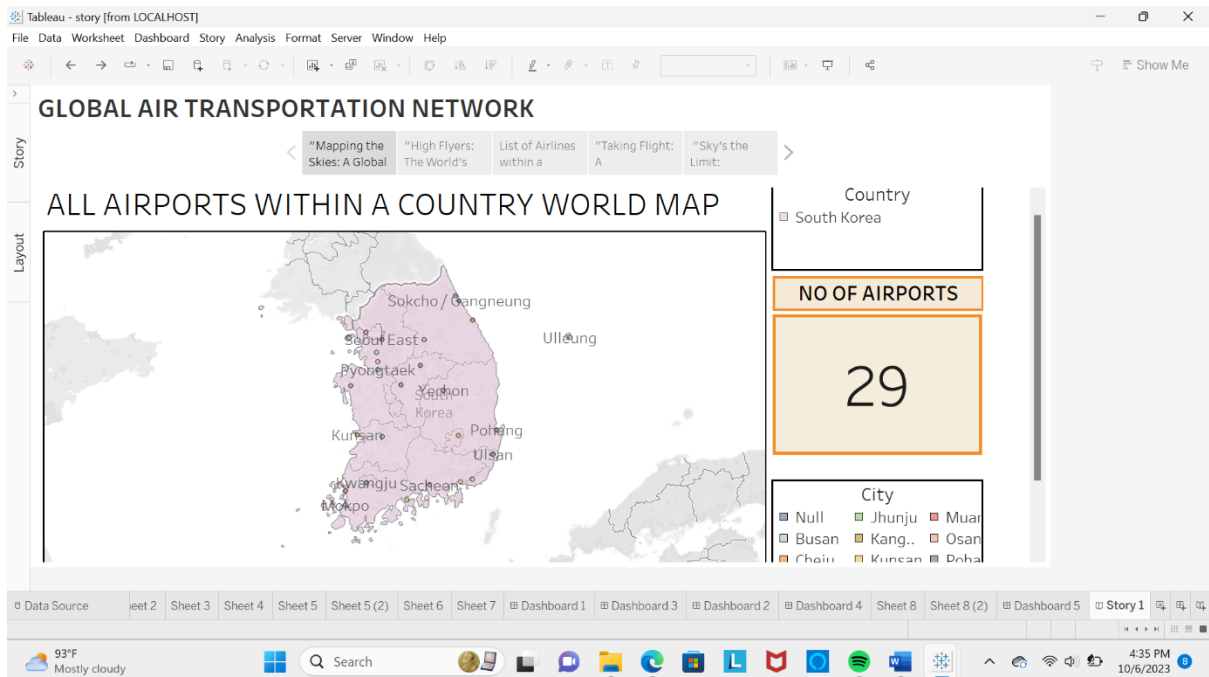 Tableau - story [from LOCALHOST]
File Data Worksheet Dashboard Story Analysis Format Server Window Help
Show Me
GLOBAL AIR TRANSPORTATION NETWORK
Story
Layout
"Mapping the
Skies: A Global
"High Flyers:
The World's
List of Airlines
within a
"Taking Flight:
A
"Sky's the
Limit:
ALL AIRPORTS WITHIN A COUNTRY WORLD MAP
Country
South Korea
NO OF AIRPORTS
29
Sokcho / Gangneung
Seoul East
Ulleung
Pyongtaek
Yechon
South
Korea
Kunsan
Pohang
Ulsan
Kwangju
Sacheon
Mokpo
City
Null Jhunju Muar
Busan Kang.. Osan
Cheju Kunsan Poha
Data Source eet 2 Sheet 3 Sheet 4 Sheet 5 Sheet 5 (2) Sheet 6 Sheet 7 Dashboard 1 Dashboard 3 Dashboard 2 Dashboard 4 Sheet 8 Sheet 8 (2) Dashboard 5 Story 1
93°F
Mostly cloudy
Search
4:35 PM
10/6/2023
8